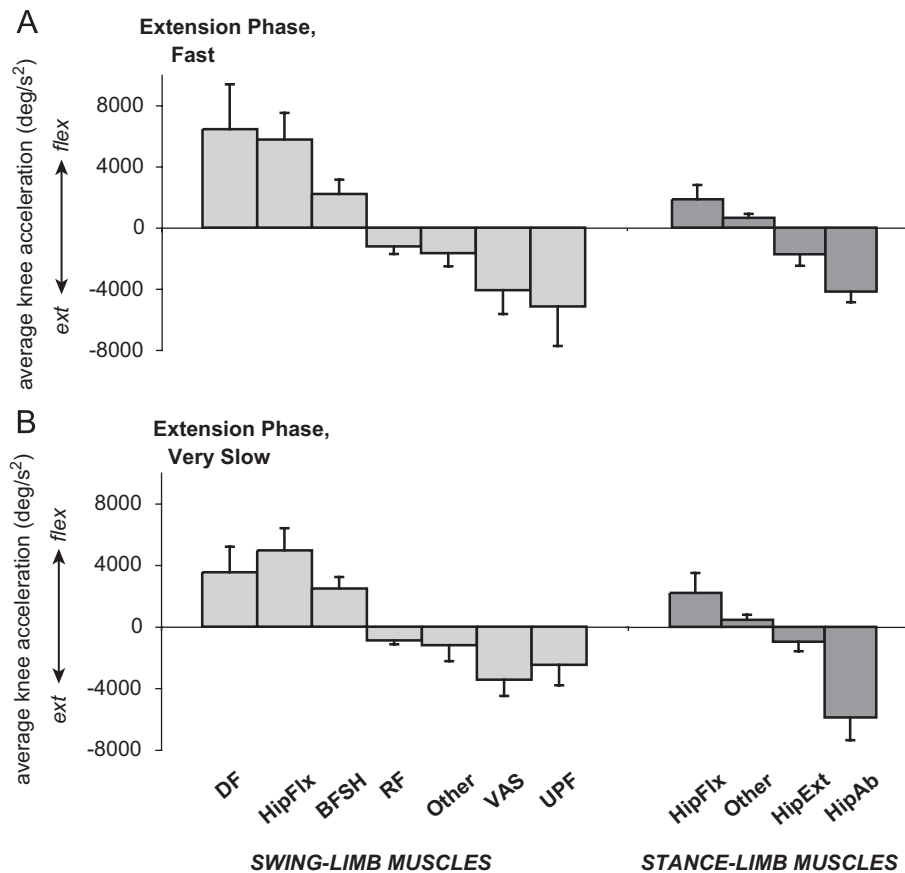 A
Extension Phase,
Fast
average knee acceleration (deg/s²)
ext flex
8000
4000
0
-4000
-8000
B
Extension Phase,
Very Slow
average knee acceleration (deg/s²)
ext flex
8000
4000
0
-4000
-8000
DF HipFlx BFSH RF Other VAS UPF HipFlx Other HipExt HipAb
SWING-LIMB MUSCLES STANCE-LIMB MUSCLES